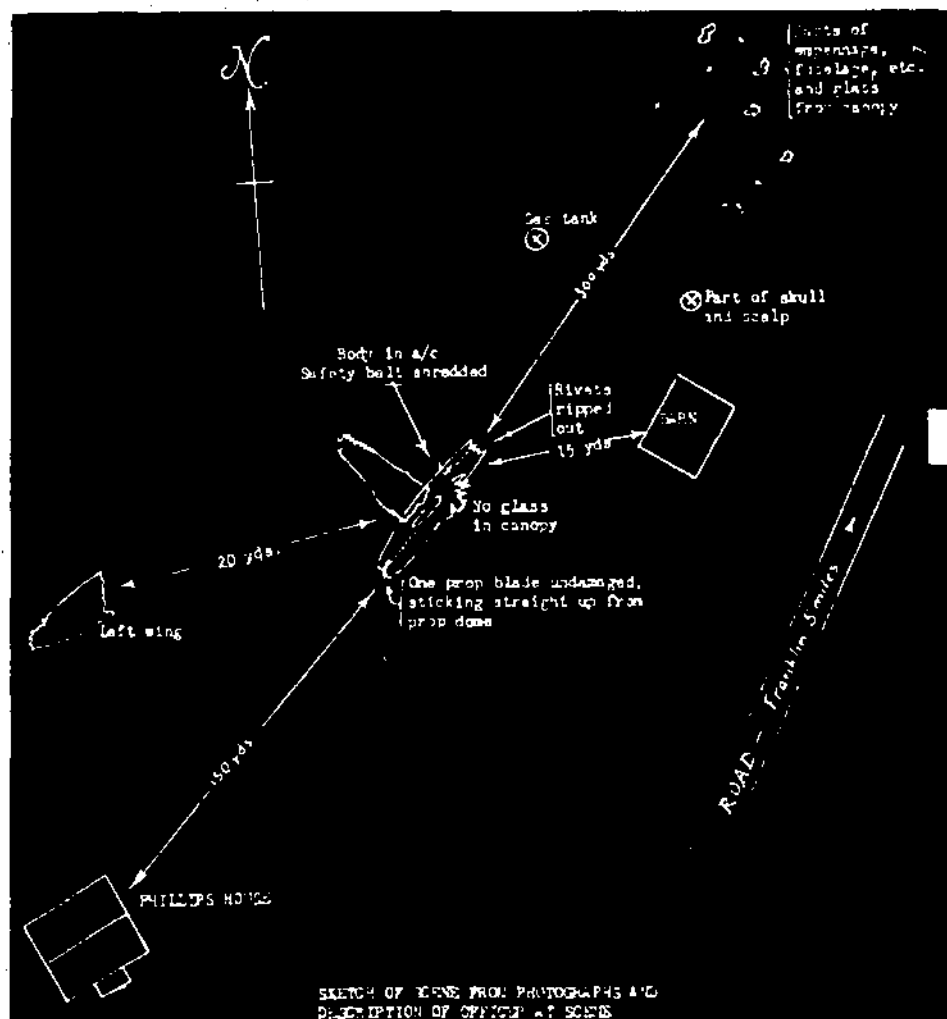 N.
Parts of
empennage,
fuselage, etc.
and glass
from canopy
Gas tank
300 yds
Part of skull
and scalp
Body in a/c
Safety belt shredded
Rivets
ripped
out
BARN
15 yds
No glass
in canopy
20 yds.
Left wing
One prop blade undamaged,
sticking straight up from
prop dome
ROAD - Franklin 5 miles
150 yds
PHILLIPS HOUSE
SKETCH OF SCENE FROM PHOTOGRAPHS AND
DESCRIPTION OF OFFICER AT SCENE